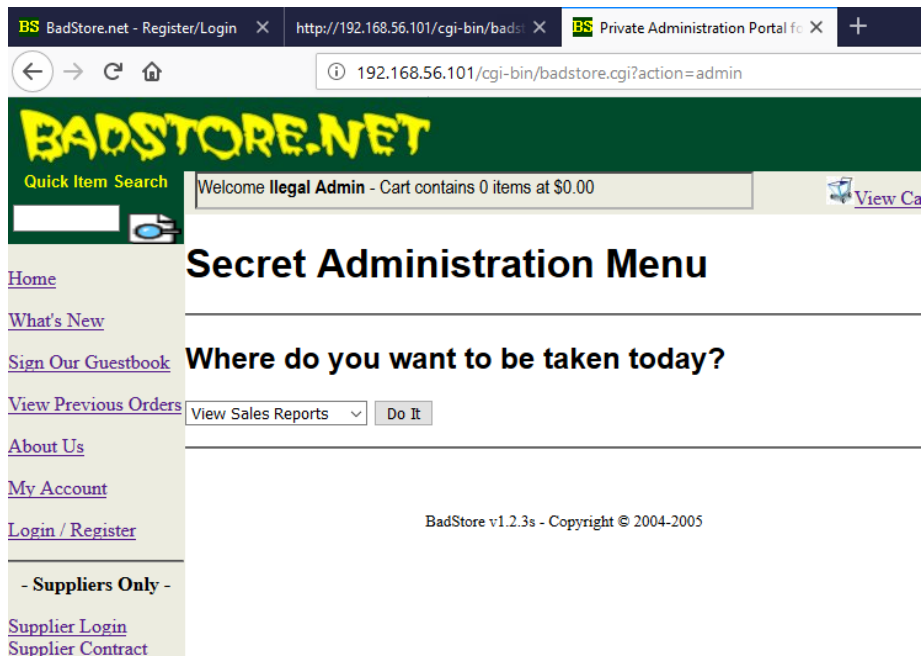 BS BadStore.net - Register/Login
http://192.168.56.101/cgi-bin/badst
BS Private Administration Portal fo
192.168.56.101/cgi-bin/badstore.cgi?action=admin
BADSTORE.NET
Quick Item Search
Welcome Ilegal Admin - Cart contains 0 items at $0.00
View Ca
Home
What's New
Sign Our Guestbook
View Previous Orders
About Us
My Account
Login / Register
- Suppliers Only -
Supplier Login
Supplier Contract
Secret Administration Menu
Where do you want to be taken today?
View Sales Reports Do It
BadStore v1.2.3s - Copyright © 2004-2005